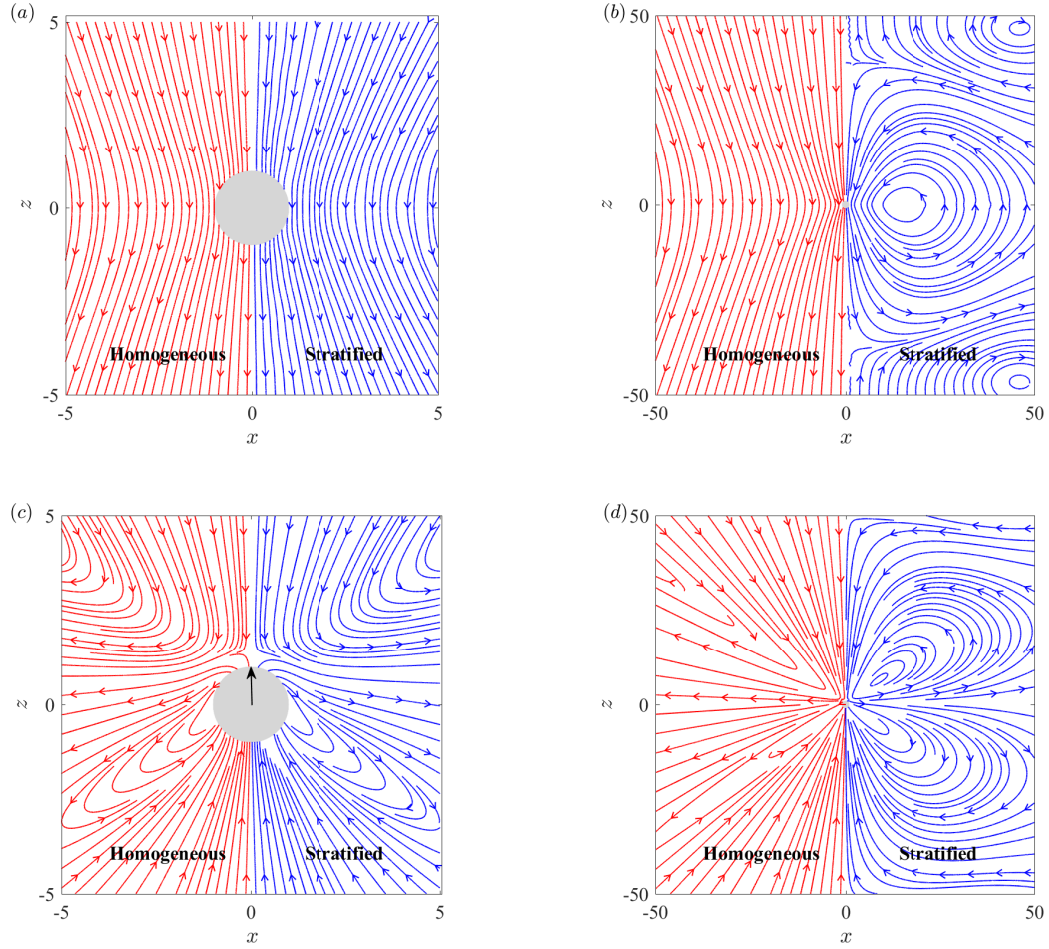 (a)
5
z
0
-5
Homogeneous
Stratified
-5
0
5
x
(b)
50
z
0
-50
Homogeneous
Stratified
-50
0
50
x
(c)
5
z
0
-5
Homogeneous
Stratified
-5
0
5
x
(d)
50
z
0
-50
Homogeneous
Stratified
-50
0
50
x